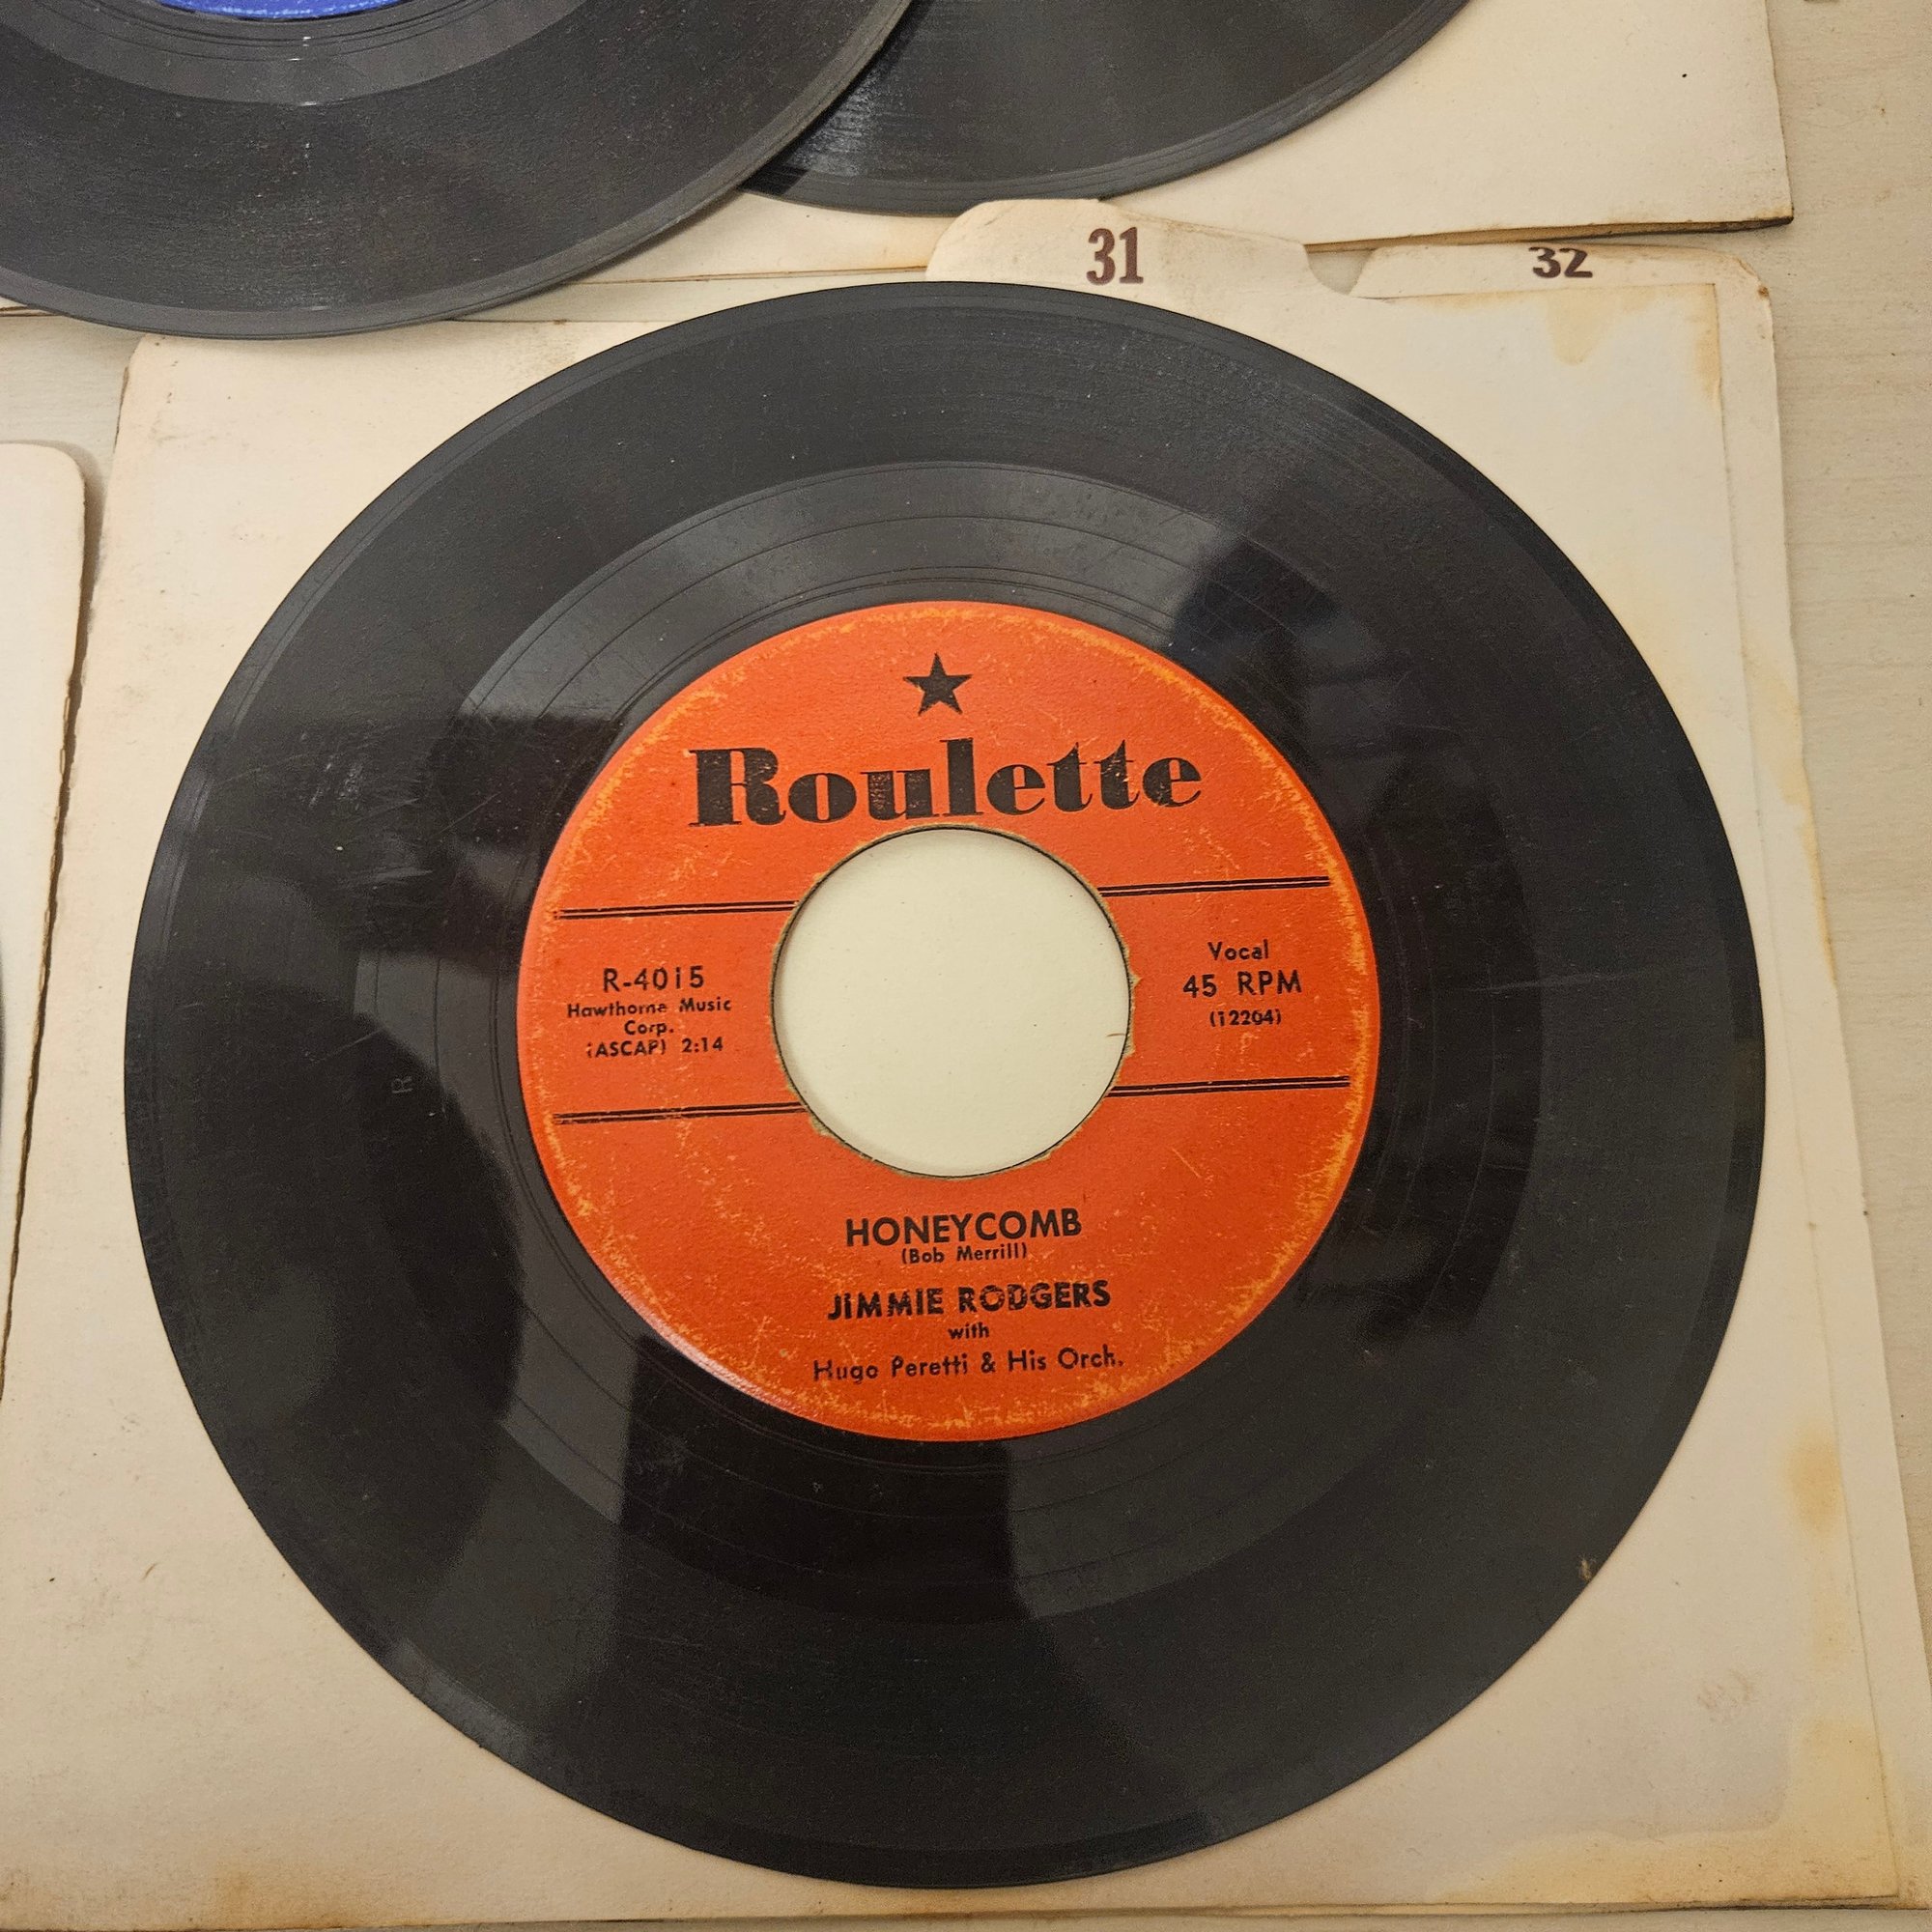 31
32
Roulette
R-4015
Hawthorne Music
Corp.
(ASCAP) 2:14
Vocal
45 RPM
(12204)
HONEYCOMB
(Bob Merrill)
JIMMIE RODGERS
with
Hugo Peretti & His Orch.
R